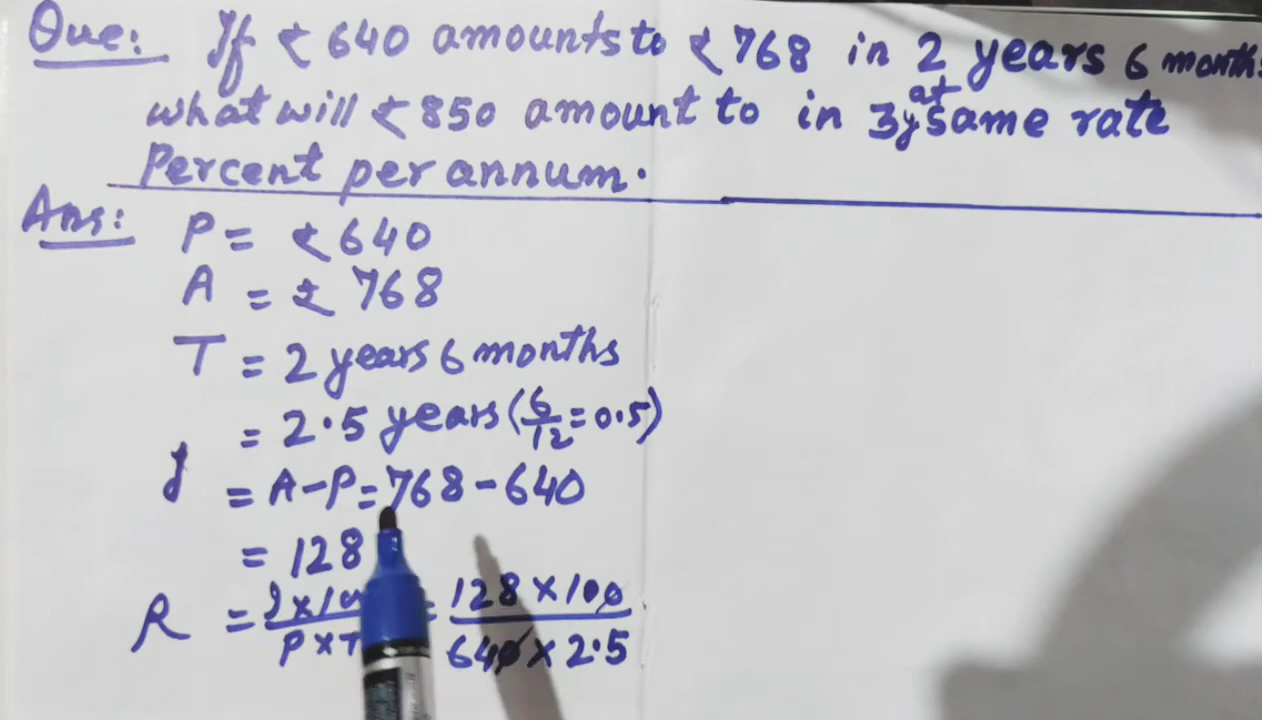 Que: If ₹640 amounts to ₹768 in 2 years 6 month
what will ₹850 amount to in 3y at same rate
Percent per annum.
Ans: P = ₹640
A = ₹768
T = 2 years 6 months
= 2.5 years (6/12 = 0.5)
I = A-P = 768-640
= 128
R = I×10 / P×T = 128×100 / 640×2.5